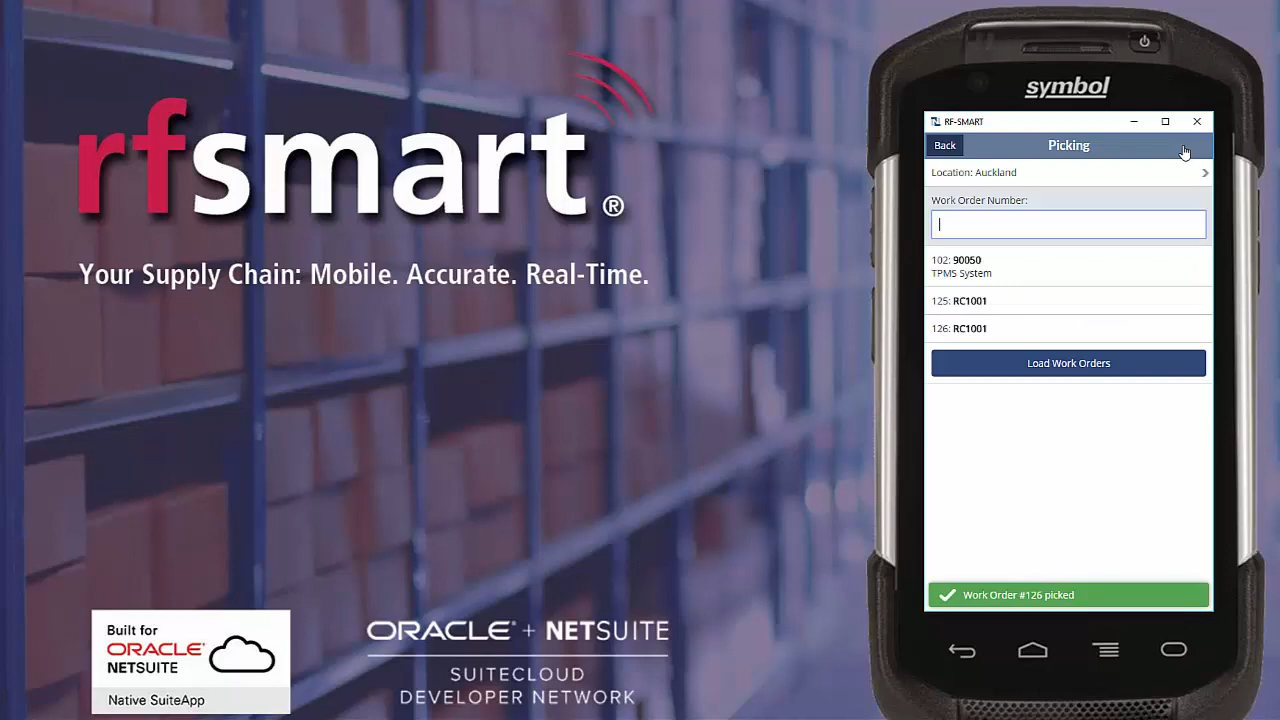 rfsmart®
Your Supply Chain: Mobile. Accurate. Real-Time.
Built for
ORACLE®
NETSUITE
Native SuiteApp
ORACLE® + NETSUITE
SUITECLOUD
DEVELOPER NETWORK
symbol
RF-SMART
Back
Picking
Location: Auckland
Work Order Number:
102: 90050
TPMS System
125: RC1001
126: RC1001
Load Work Orders
Work Order #126 picked